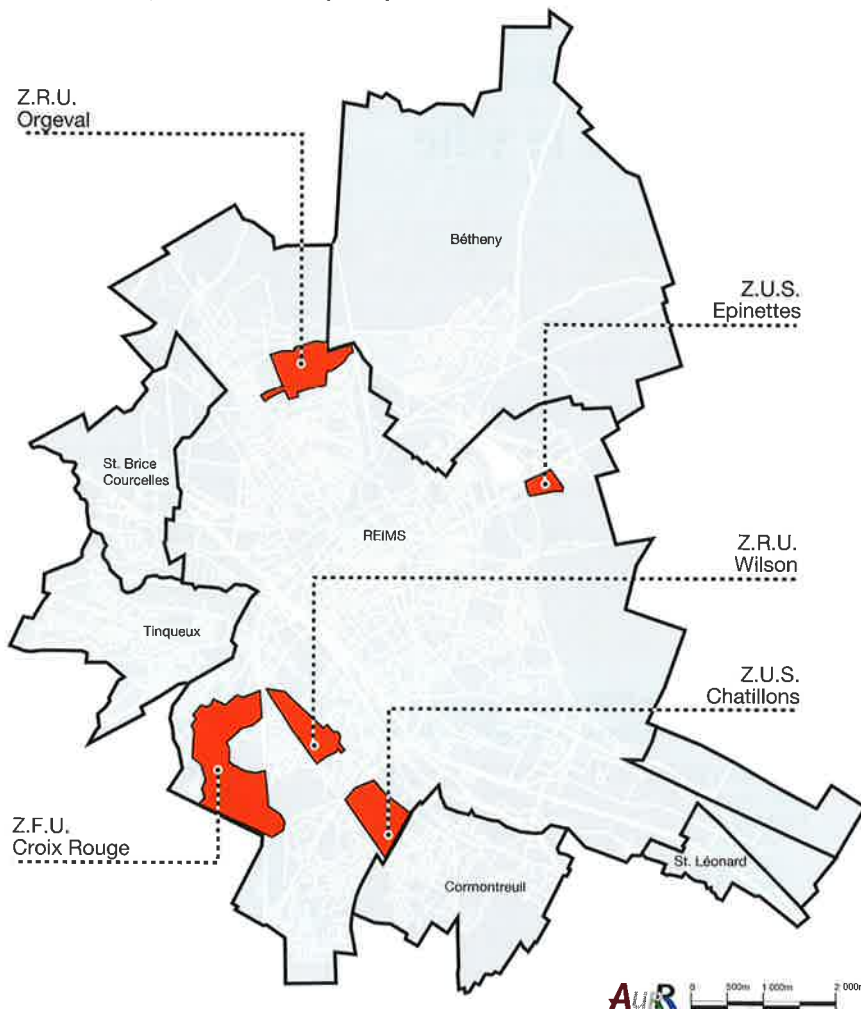 Z.R.U.
Orgeval
Bétheny
Z.U.S.
Epinettes
St. Brice
Courcelles
REIMS
Z.R.U.
Wilson
Tinqueux
Z.U.S.
Chatillons
Z.F.U.
Croix Rouge
St. Léonard
Cormontreuil
AuRR
0 500m 1 000m 2 000m